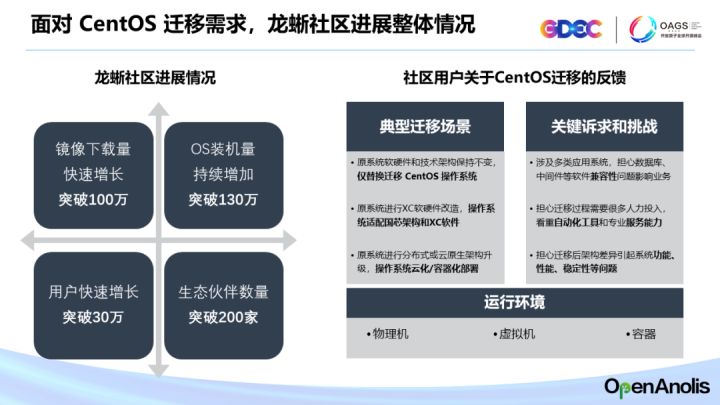 面对 CentOS 迁移需求，龙蜥社区进展整体情况
GDEC
OAGS
龙蜥社区进展情况
镜像下载量
快速增长
突破100万
OS装机量
持续增加
突破130万
用户快速增长
突破30万
生态伙伴数量
突破200家
社区用户关于CentOS迁移的反馈
典型迁移场景
• 原系统软硬件和技术架构保持不变，
仅替换迁移 CentOS 操作系统
• 原系统进行XC软硬件改造，操作系
统适配国芯架构和XC软件
• 原系统进行分布式或云原生架构升
级，操作系统云化/容器化部署
关键诉求和挑战
• 涉及多类应用系统，担心数据库、
中间件等软件兼容性问题影响业务
• 担心迁移过程需要很多人力投入，
看重自动化工具和专业服务能力
• 担心迁移后架构差异引起系统功能、
性能、稳定性等问题
运行环境
•物理机
•虚拟机
•容器
OpenAnolis